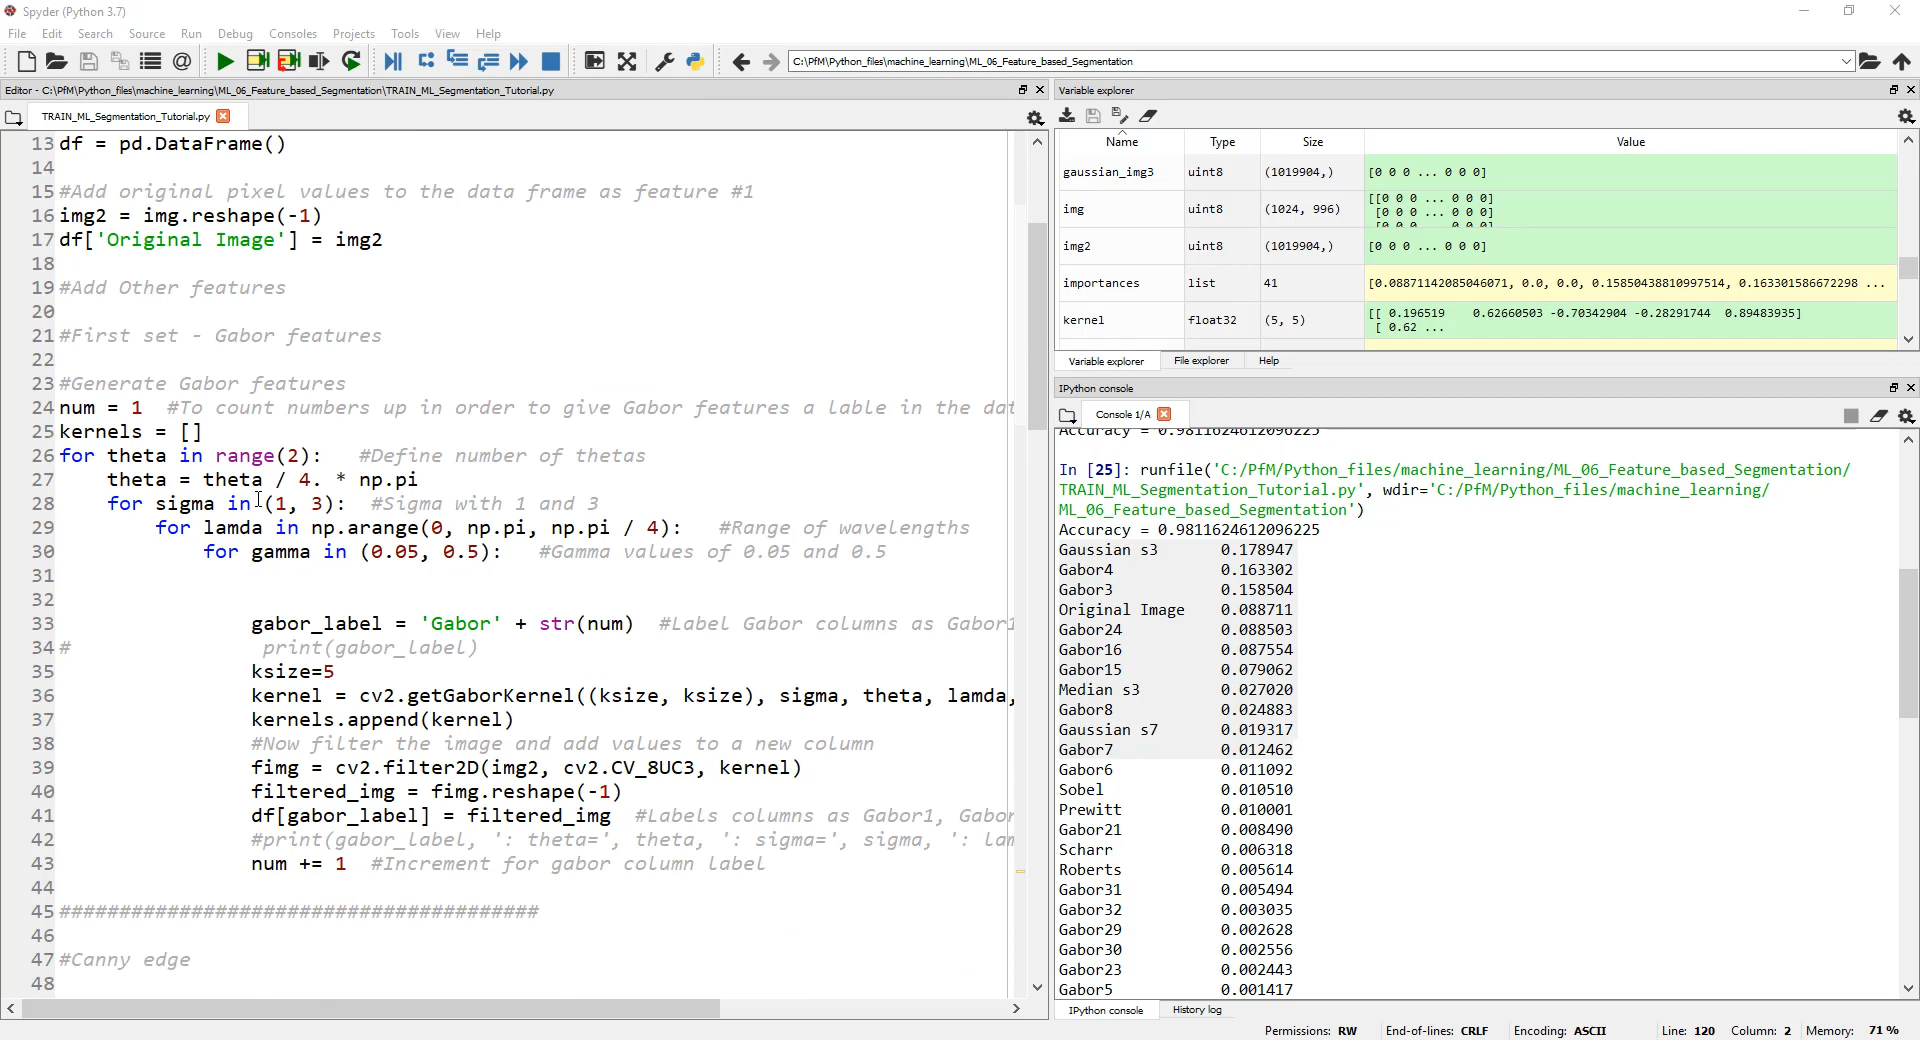 Spyder (Python 3.7)
File Edit Search Source Run Debug Consoles Projects Tools View Help
C:\PfM\Python_files\machine_learning\ML_06_Feature_based_Segmentation
Editor - C:\PfM\Python_files\machine_learning\ML_06_Feature_based_Segmentation\TRAIN_ML_Segmentation_Tutorial.py
TRAIN_ML_Segmentation_Tutorial.py
13 df = pd.DataFrame()
14
15 #Add original pixel values to the data frame as feature #1
16 img2 = img.reshape(-1)
17 df['Original Image'] = img2
18
19 #Add Other features
20
21 #First set - Gabor features
22
23 #Generate Gabor features
24 num = 1  #To count numbers up in order to give Gabor features a lable in the dat
25 kernels = []
26 for theta in range(2):   #Define number of thetas
27     theta = theta / 4. * np.pi
28     for sigma in (1, 3):  #Sigma with 1 and 3
29         for lamda in np.arange(0, np.pi, np.pi / 4):   #Range of wavelengths
30             for gamma in (0.05, 0.5):   #Gamma values of 0.05 and 0.5
31
32
33                 gabor_label = 'Gabor' + str(num)  #Label Gabor columns as Gabor1
34 #                print(gabor_label)
35                 ksize=5
36                 kernel = cv2.getGaborKernel((ksize, ksize), sigma, theta, lamda,
37                 kernels.append(kernel)
38                 #Now filter the image and add values to a new column
39                 fimg = cv2.filter2D(img2, cv2.CV_8UC3, kernel)
40                 filtered_img = fimg.reshape(-1)
41                 df[gabor_label] = filtered_img  #Labels columns as Gabor1, Gabor
42                 #print(gabor_label, ': theta=', theta, ': sigma=', sigma, ': lam
43                 num += 1  #Increment for gabor column label
44
45 ########################################
46
47 #Canny edge
48
Variable explorer
Name Type Size Value
gaussian_img3 uint8 (1019904,) [0 0 0 ... 0 0 0]
img uint8 (1024, 996) [[0 0 0 ... 0 0 0]
[0 0 0 ... 0 0 0]
[0 0 0 ... 0 0 0]
img2 uint8 (1019904,) [0 0 0 ... 0 0 0]
importances list 41 [0.08871142085046071, 0.0, 0.0, 0.15850438810997514, 0.163301586672298 ...
kernel float32 (5, 5) [[ 0.196519 0.62660503 -0.70342904 -0.28291744 0.89483935]
[ 0.62 ...
Variable explorer File explorer Help
IPython console
Console 1/A
Accuracy = 0.9811624612096225
In [25]: runfile('C:/PfM/Python_files/machine_learning/ML_06_Feature_based_Segmentation/
TRAIN_ML_Segmentation_Tutorial.py', wdir='C:/PfM/Python_files/machine_learning/
ML_06_Feature_based_Segmentation')
Accuracy = 0.9811624612096225
Gaussian s3 0.178947
Gabor4 0.163302
Gabor3 0.158504
Original Image 0.088711
Gabor24 0.088503
Gabor16 0.087554
Gabor15 0.079062
Median s3 0.027020
Gabor8 0.024883
Gaussian s7 0.019317
Gabor7 0.012462
Gabor6 0.011092
Sobel 0.010510
Prewitt 0.010001
Gabor21 0.008490
Scharr 0.006318
Roberts 0.005614
Gabor31 0.005494
Gabor32 0.003035
Gabor29 0.002628
Gabor30 0.002556
Gabor23 0.002443
Gabor5 0.001417
IPython console History log
Permissions: RW End-of-lines: CRLF Encoding: ASCII Line: 120 Column: 2 Memory: 71 %